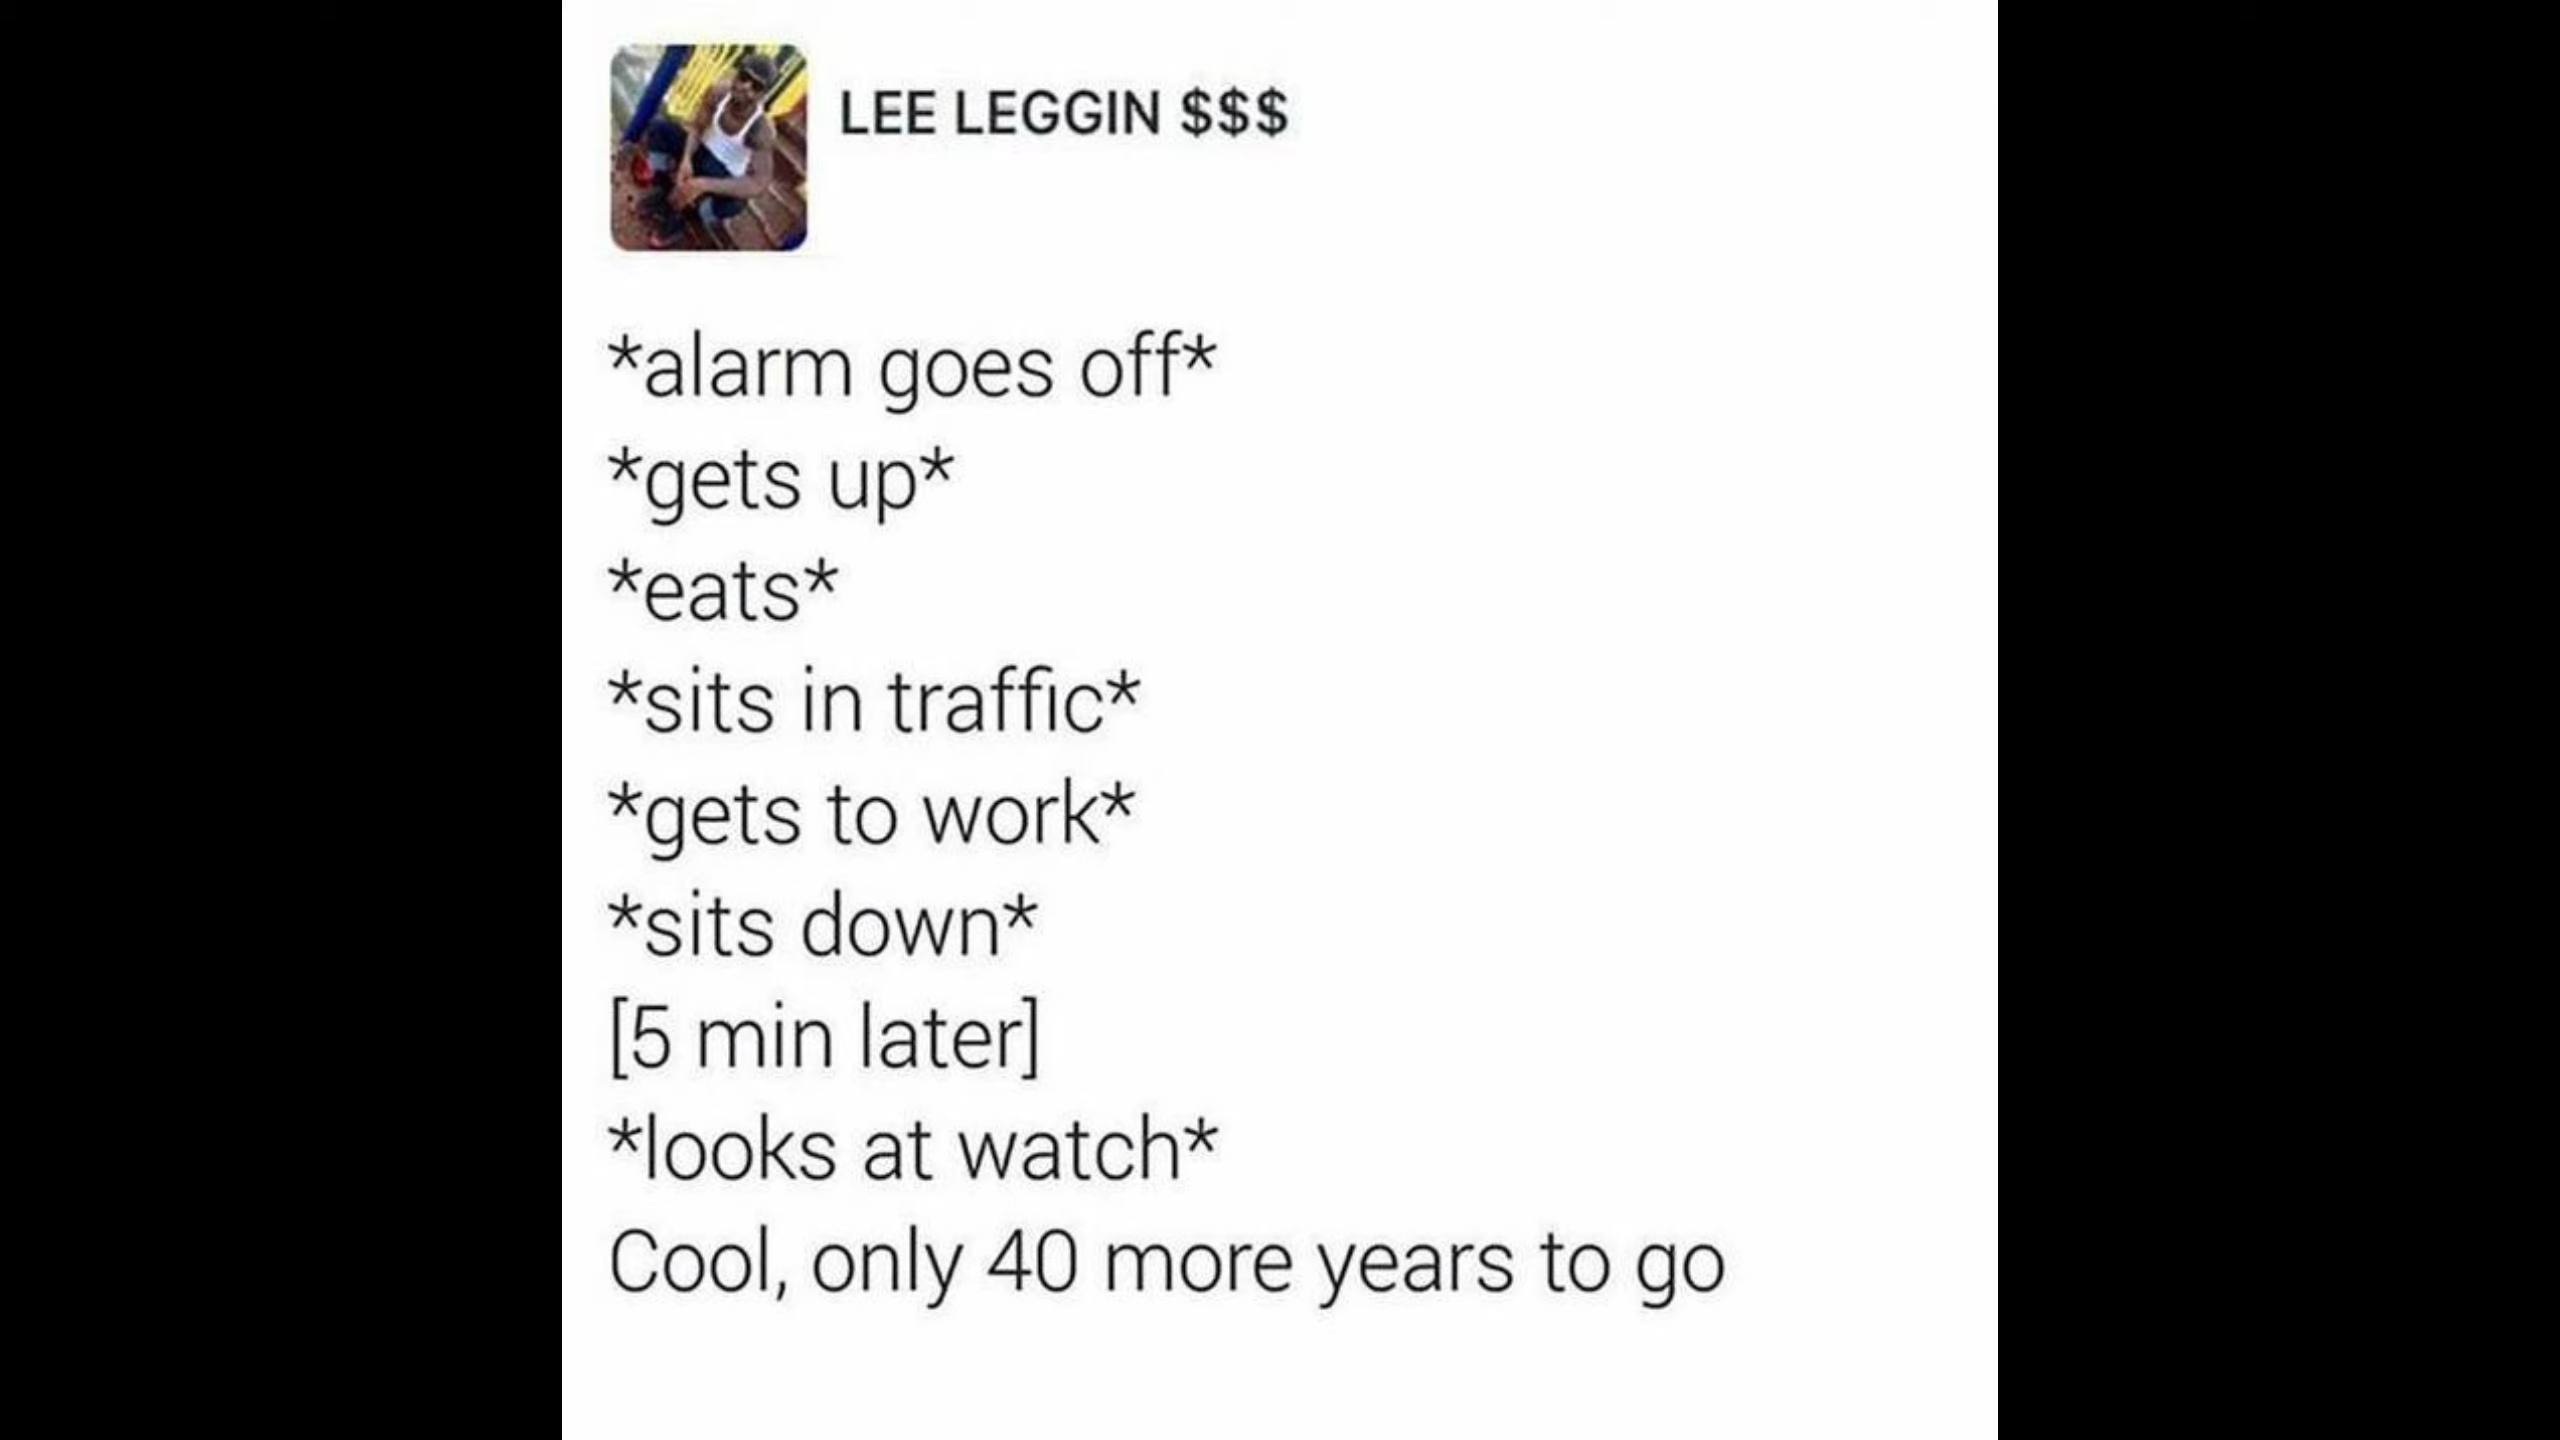 LEE LEGGIN $$$
*alarm goes off*
*gets up*
*eats*
*sits in traffic*
*gets to work*
*sits down*
[5 min later]
*looks at watch*
Cool, only 40 more years to go